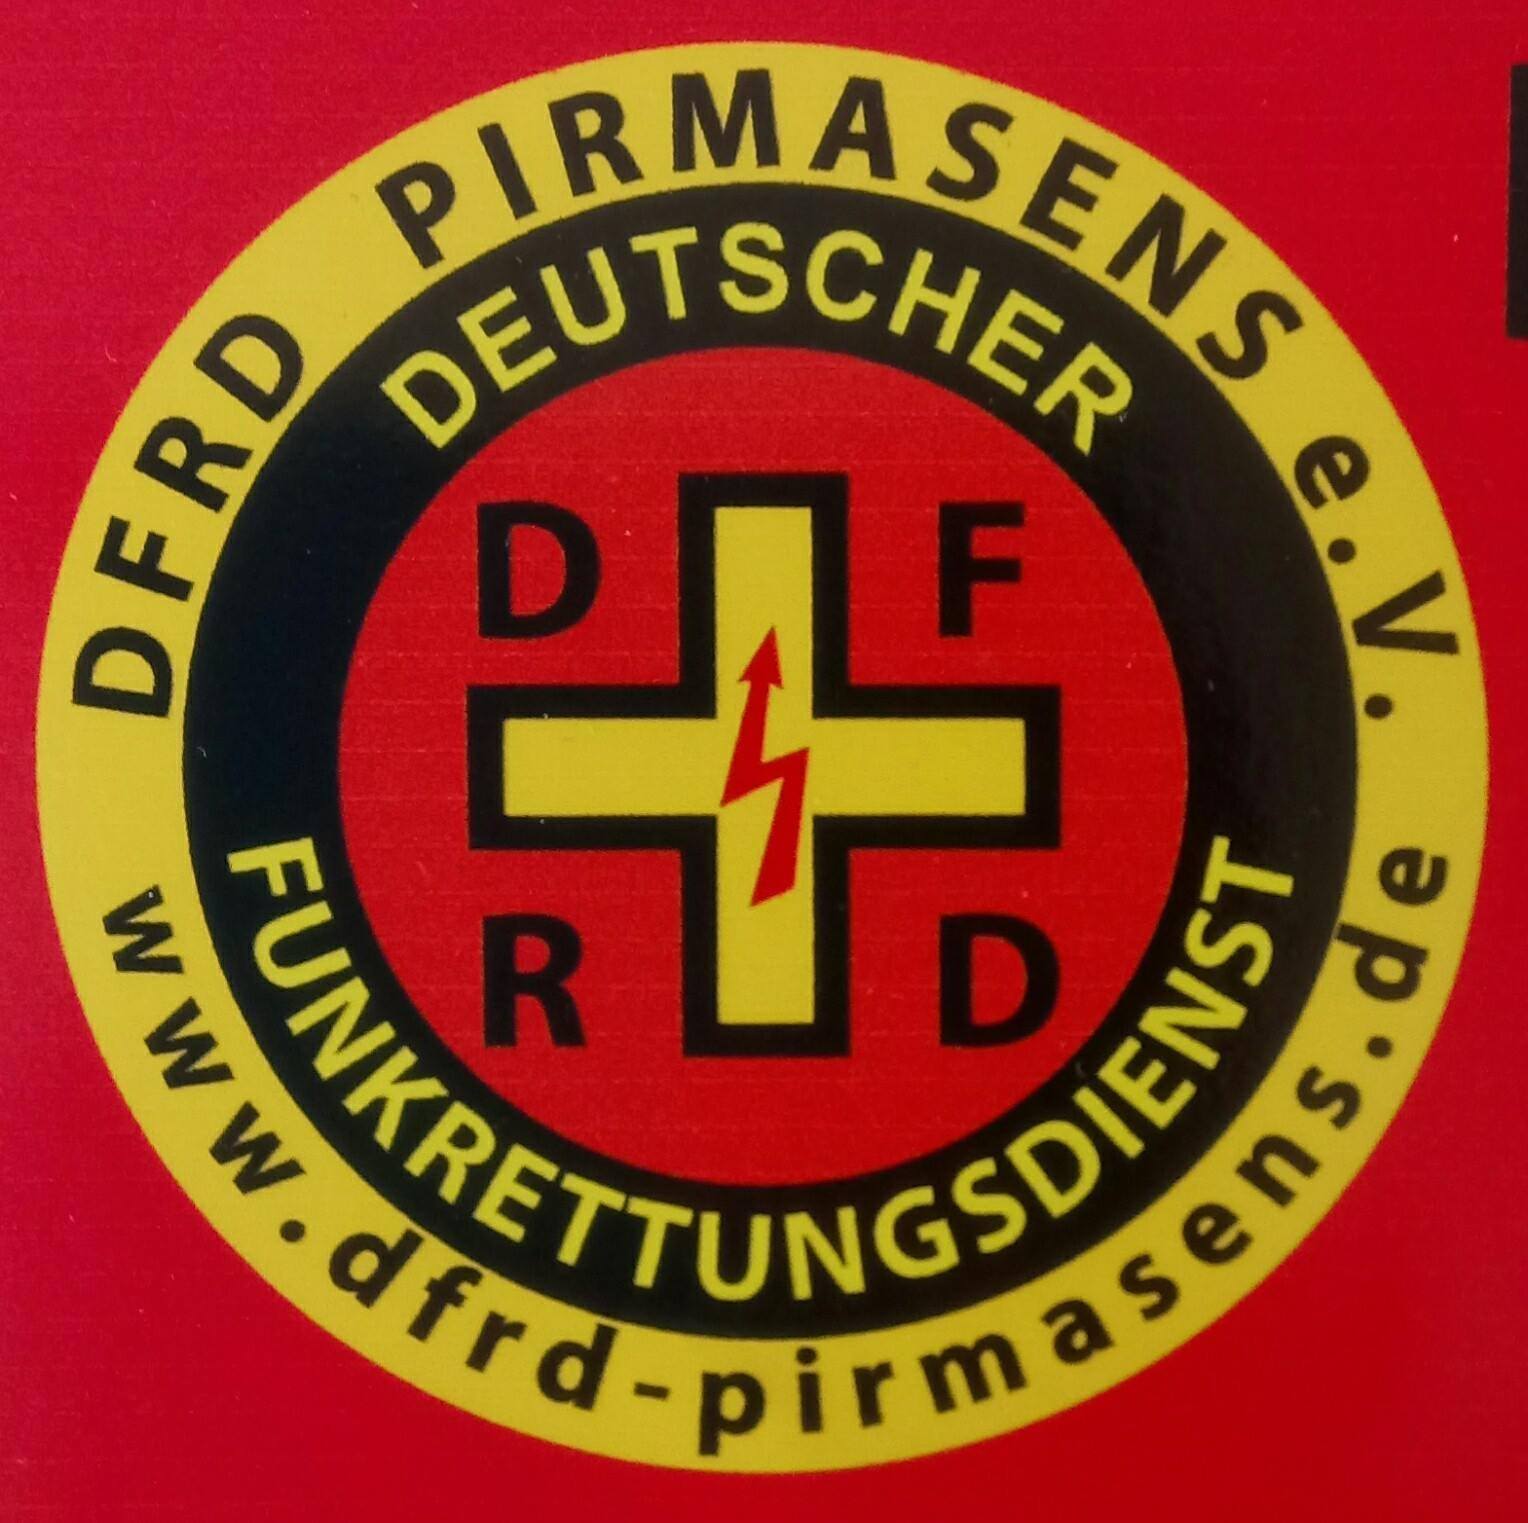 DFRD PIRMASENS e.V.
DEUTSCHER
D F
R D
FUNKRETTUNGSDIENST
www.dfrd-pirmasens.de